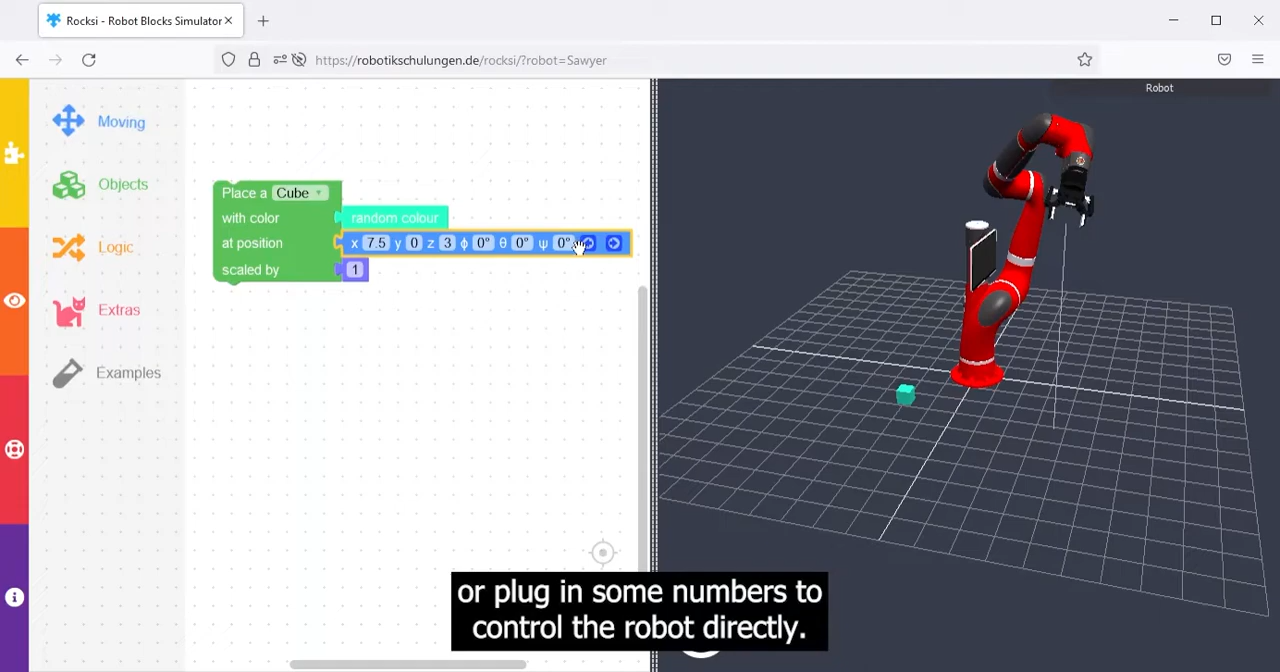 Rocksi - Robot Blocks Simulator
https://robotikschulungen.de/rocksi/?robot=Sawyer
Robot
Moving
Objects
Logic
Extras
Examples
Place a Cube
with color random colour
at position x 7.5 y 0 z 3 ϕ 0° θ 0° ψ 0°
scaled by 1
or plug in some numbers to
control the robot directly.